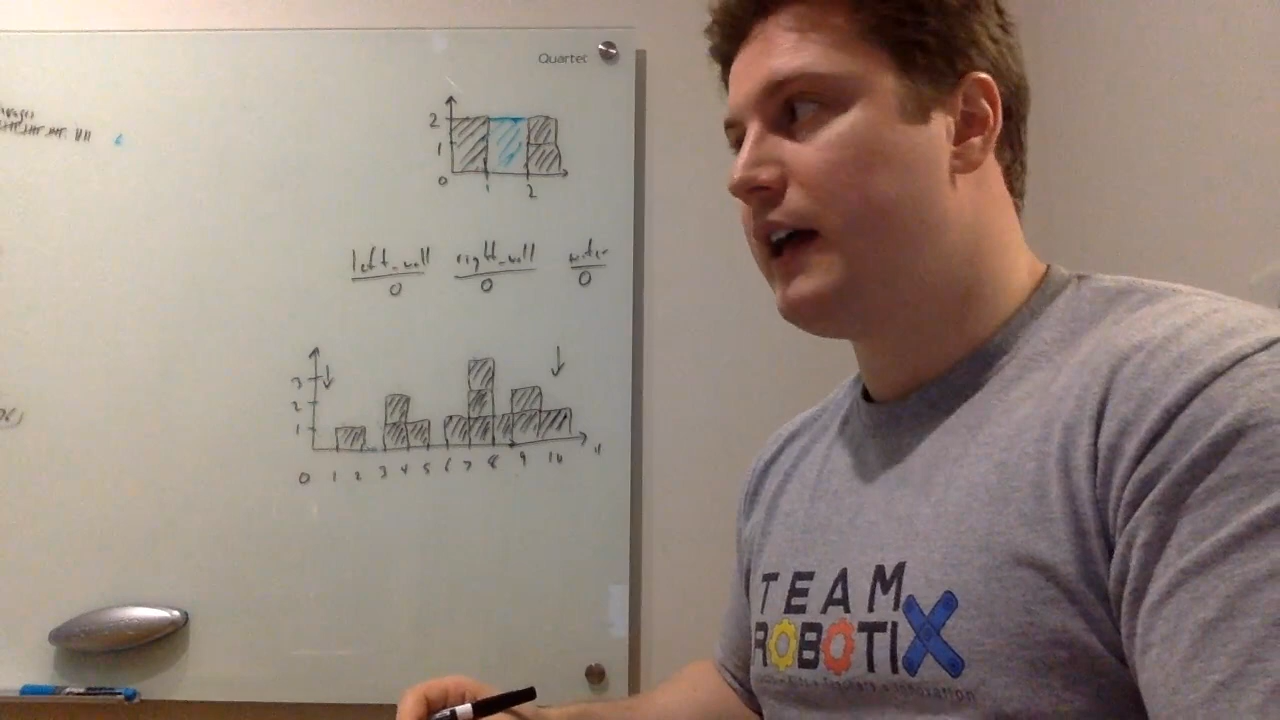 Quartet
2
1
0
1 2
left_wall right_wall water
0 0 0
3
2
1
0 1 2 3 4 5 6 7 8 9 10 11
TEAM
ROBOTIX